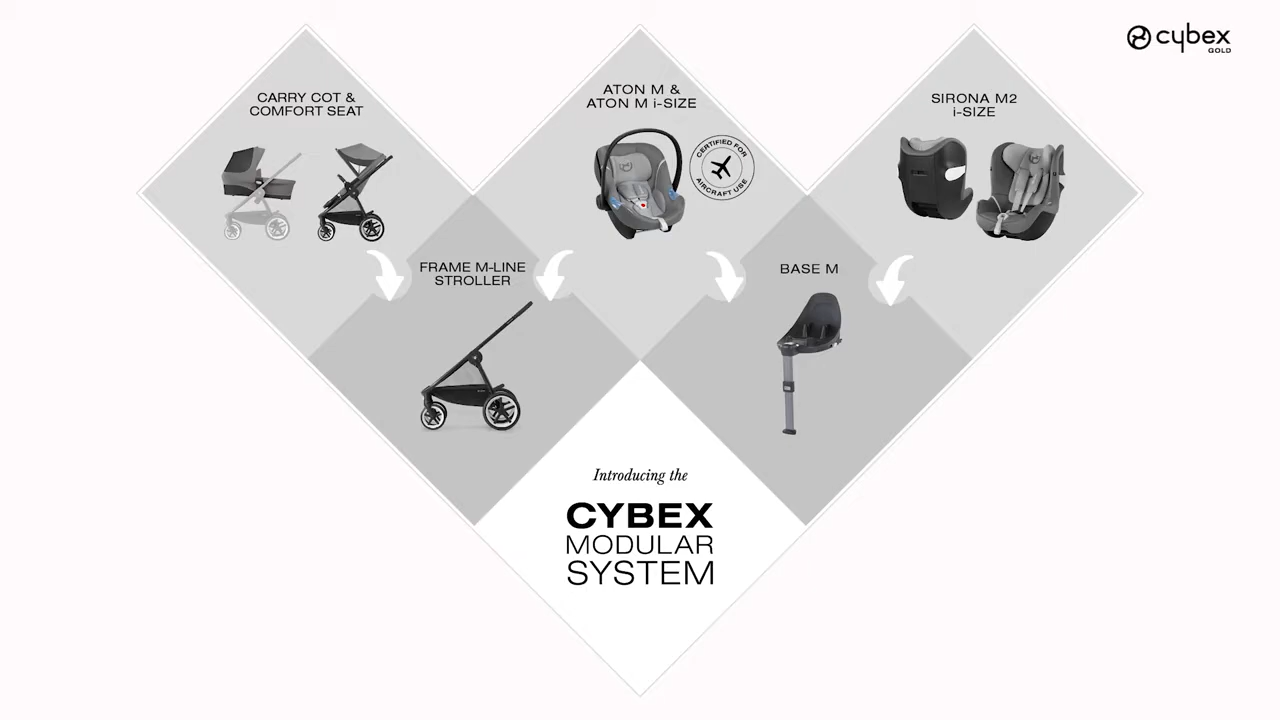 cybex
GOLD
CARRY COT &
COMFORT SEAT
ATON M &
ATON M i-SIZE
CERTIFIED FOR
AIRCRAFT USE
SIRONA M2
i-SIZE
FRAME M-LINE
STROLLER
BASE M
Introducing the
CYBEX
MODULAR
SYSTEM